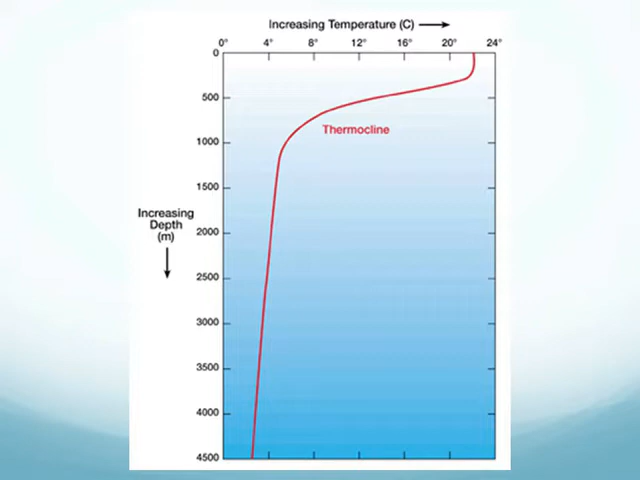 Increasing Temperature (C)
0° 4° 8° 12° 16° 20° 24°
0
500
Thermocline
1000
1500
Increasing
Depth
(m)
2000
2500
3000
3500
4000
4500